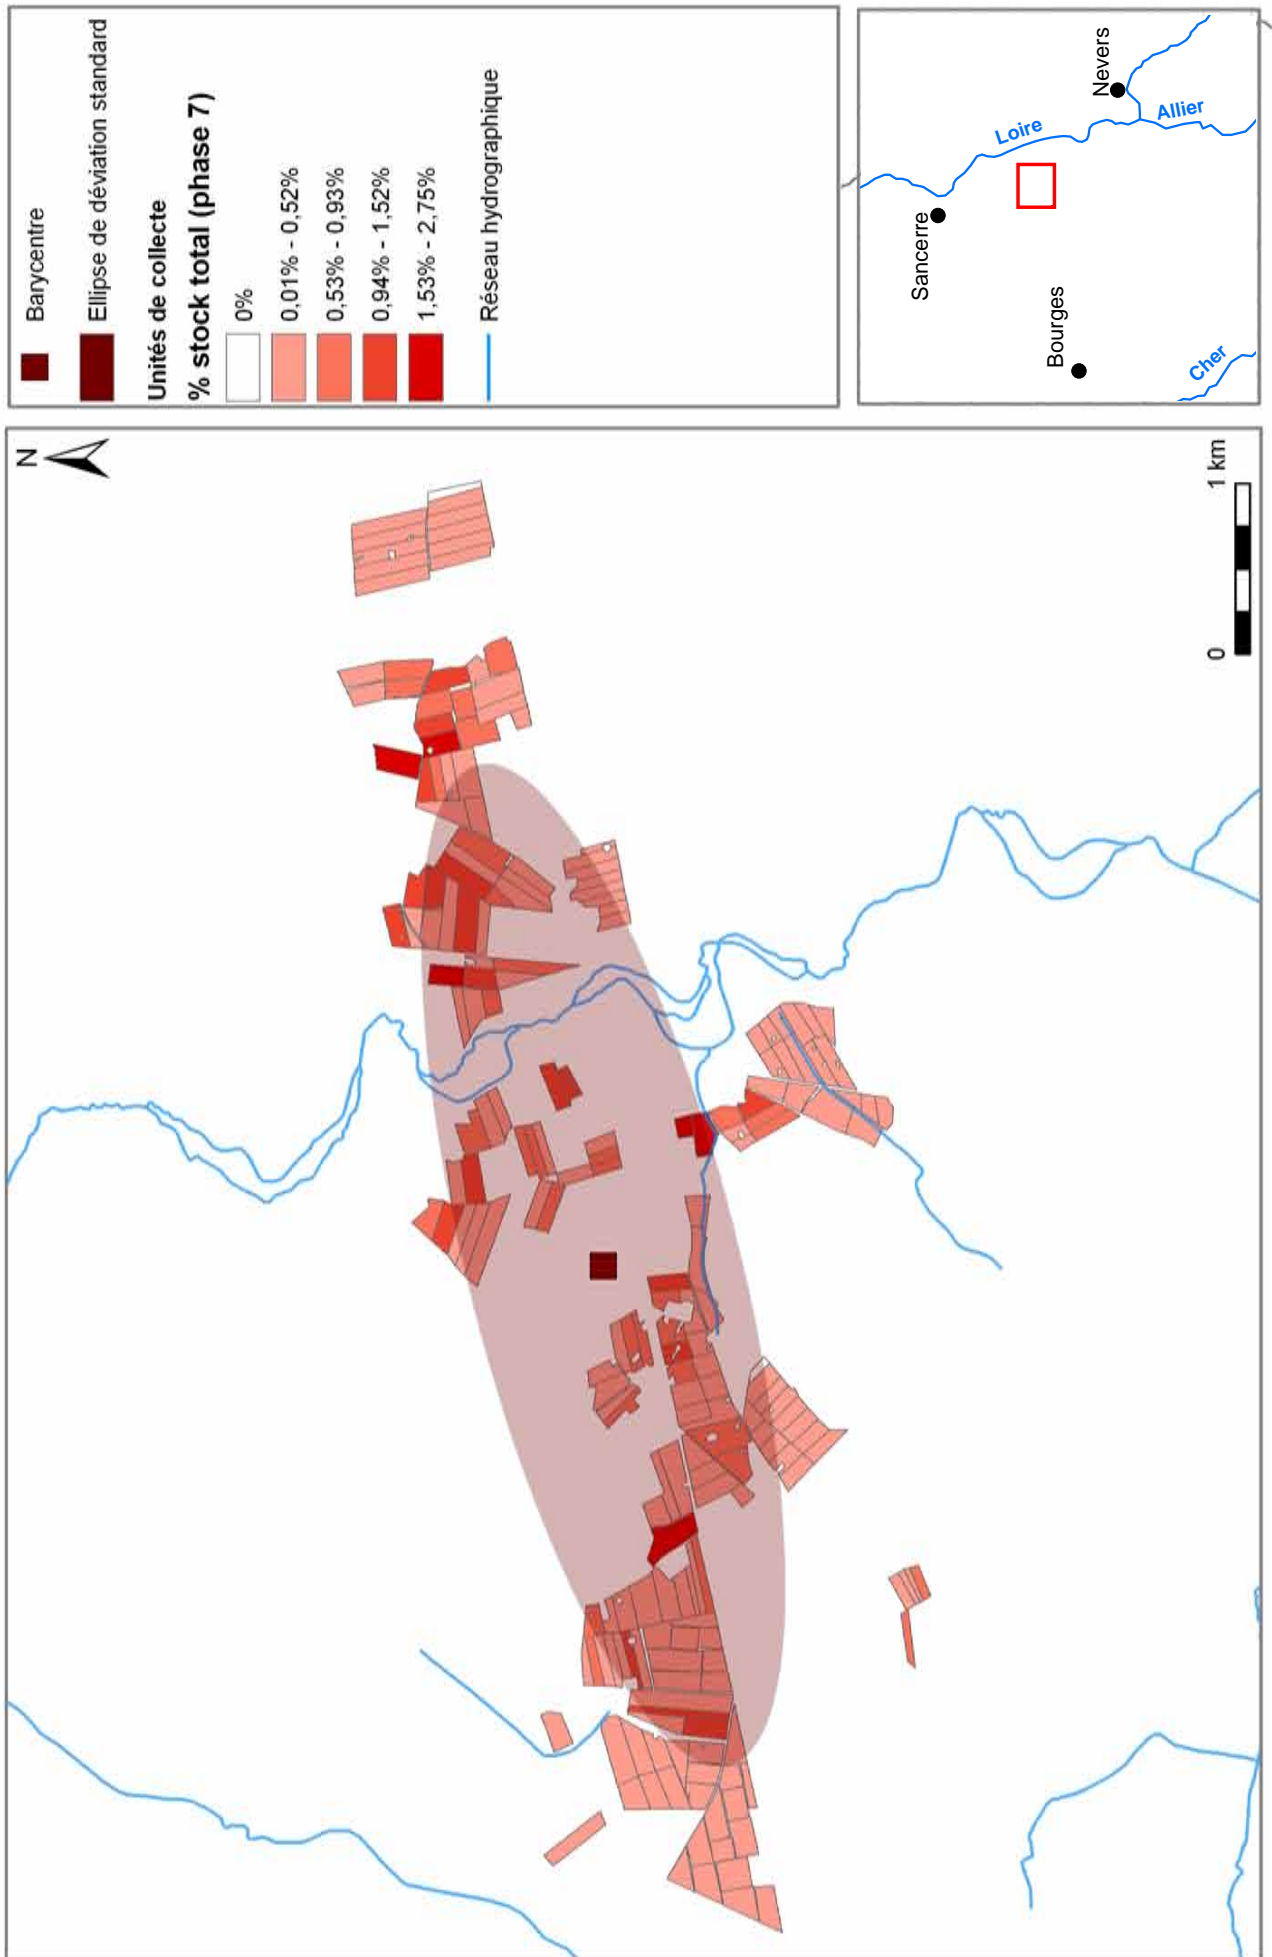 Barycentre
Ellipse de déviation standard
Unités de collecte
% stock total (phase 7)
0%
0,01% - 0,52%
0,53% - 0,93%
0,94% - 1,52%
1,53% - 2,75%
Réseau hydrographique
Sancerre
Loire
Nevers
Allier
Bourges
Cher
N
0
1 km